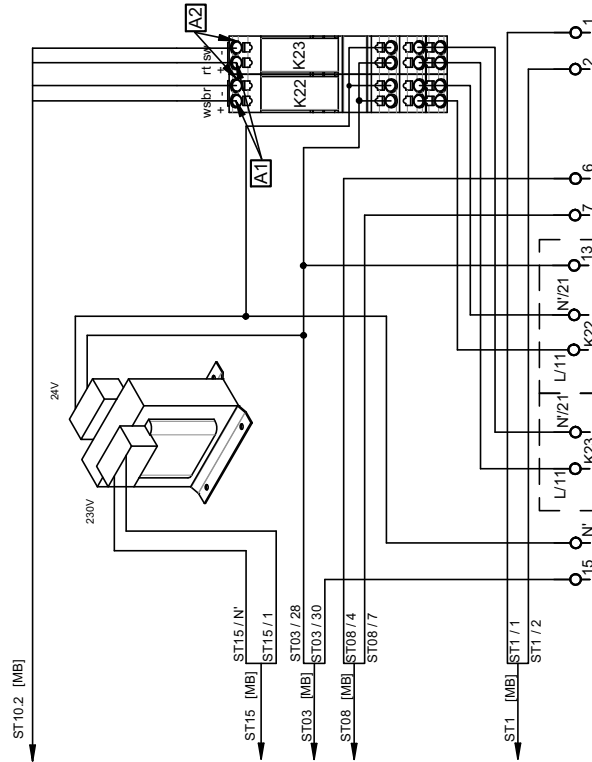 ST10.2 [MB]
24V
230V
ST15 [MB]
ST15 / N'
ST15 / 1
ST03 [MB]
ST03 / 28
ST03 / 30
ST08 [MB]
ST08 / 4
ST08 / 7
ST1 [MB]
ST1 / 1
ST1 / 2
A2
A1
ws br rt sw
+ - + -
K22
K23
15
N'
K23
L/11
N'/21
K22
L/11
N'/21
13
7
6
2
1